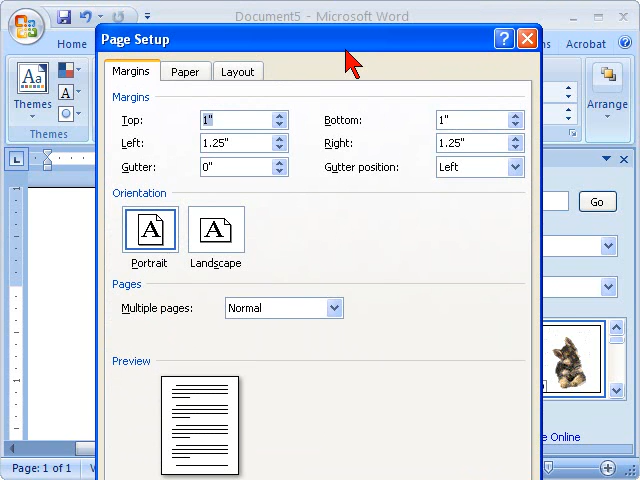 Document5 - Microsoft Word
Home
Acrobat
Page Setup
Margins
Paper
Layout
Themes
Arrange
Themes
Margins
Top: 1" Bottom: 1"
Left: 1.25" Right: 1.25"
Gutter: 0" Gutter position: Left
Go
Orientation
A A
Portrait Landscape
Pages
Multiple pages: Normal
Preview
Online
Page: 1 of 1